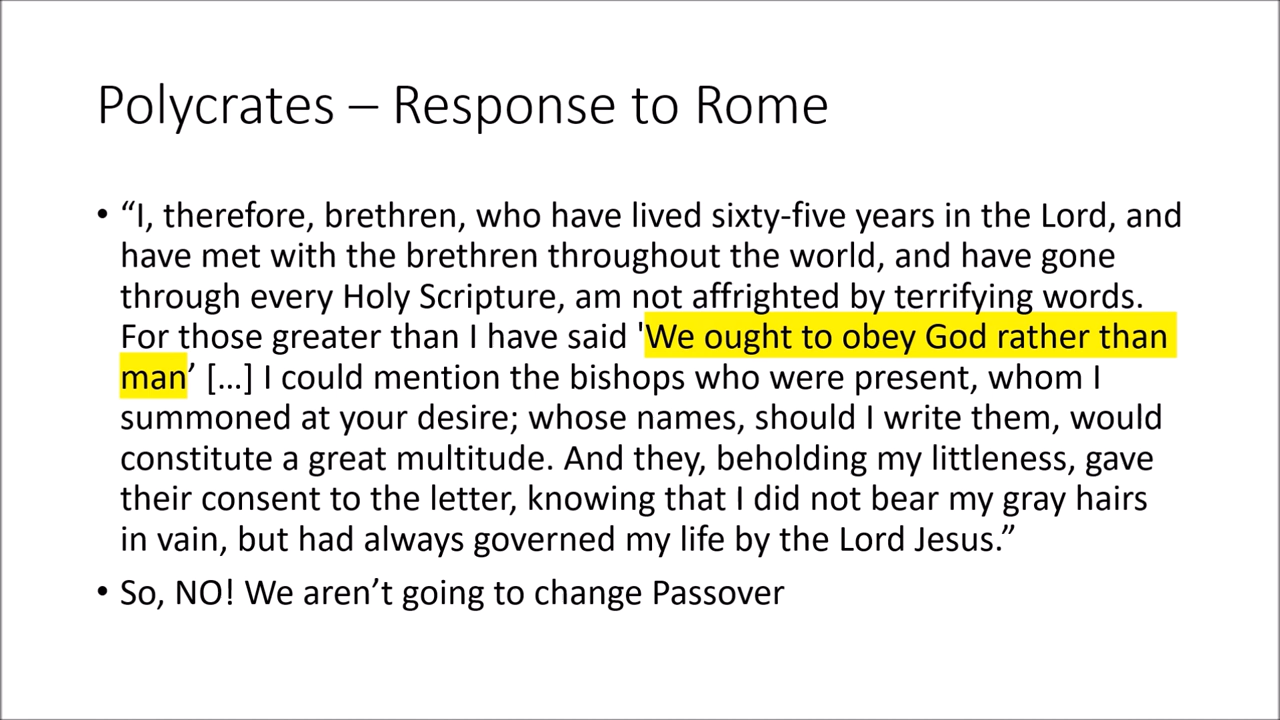 Polycrates – Response to Rome
• “I, therefore, brethren, who have lived sixty-five years in the Lord, and
have met with the brethren throughout the world, and have gone
through every Holy Scripture, am not affrighted by terrifying words.
For those greater than I have said 'We ought to obey God rather than
man’ […] I could mention the bishops who were present, whom I
summoned at your desire; whose names, should I write them, would
constitute a great multitude. And they, beholding my littleness, gave
their consent to the letter, knowing that I did not bear my gray hairs
in vain, but had always governed my life by the Lord Jesus.”
• So, NO! We aren’t going to change Passover